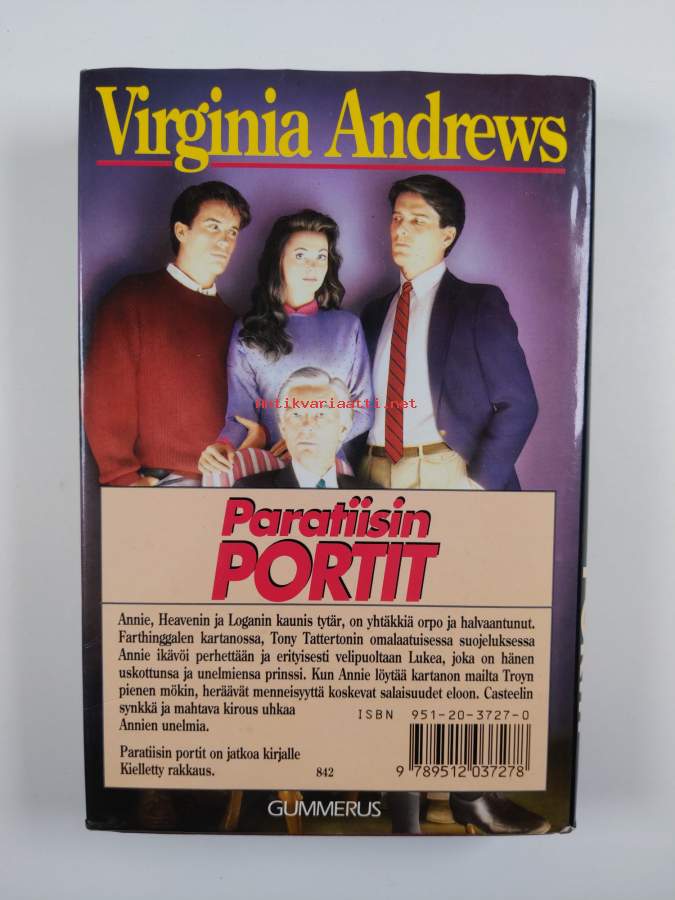 Virginia Andrews
Antikvariaatti.net
Paratiisin
PORTIT
Annie, Heavenin ja Loganin kaunis tytär, on yhtäkkiä orpo ja halvaantunut.
Farthinggalen kartanossa, Tony Tattertonin omalaatuisessa suojeluksessa
Annie ikävöi perhettään ja erityisesti velipuoltaan Lukea, joka on hänen
uskottunsa ja unelmiensa prinssi. Kun Annie löytää kartanon mailta Troyn
pienen mökin, heräävät menneisyyttä koskevat salaisuudet eloon. Casteelin
synkkä ja mahtava kirous uhkaa
Annien unelmia.
ISBN 951-20-3727-0
Paratiisin portit on jatkoa kirjalle
Kielletty rakkaus.
842
9 789512 037278
GUMMERUS